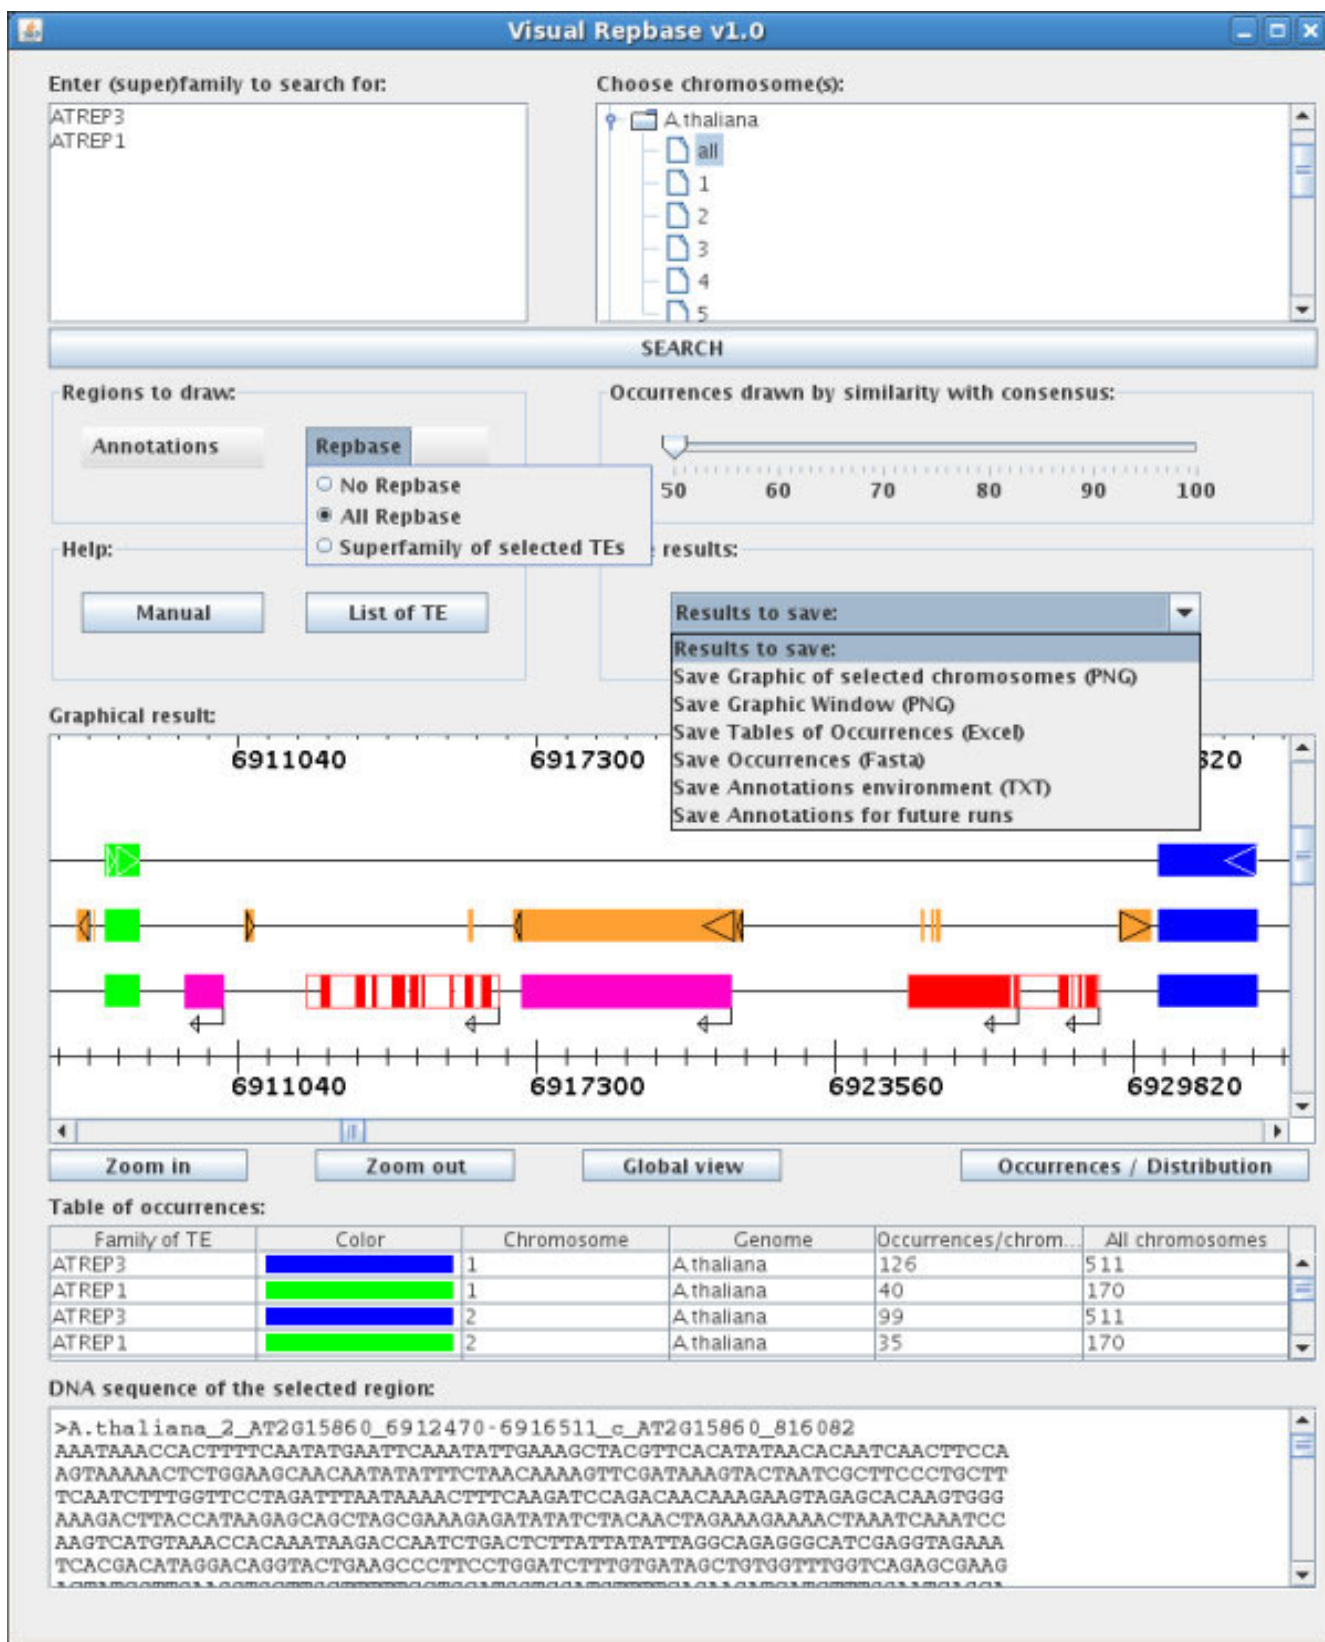 Visual Repbase v1.0
Enter (super)family to search for:
Choose chromosome(s):
ATREP3
ATREP1
A.thaliana
all
1
2
3
4
5
SEARCH
Regions to draw:
Occurrences drawn by similarity with consensus:
Annotations
Repbase
No Repbase
All Repbase
Superfamily of selected TEs
50 60 70 80 90 100
Help:
results:
Manual
List of TE
Results to save:
Results to save:
Save Graphic of selected chromosomes (PNG)
Save Graphic Window (PNG)
Save Tables of Occurrences (Excel)
Save Occurrences (Fasta)
Save Annotations environment (TXT)
Save Annotations for future runs
Graphical result:
6911040 6917300 820
6911040 6917300 6923560 6929820
Zoom in
Zoom out
Global view
Occurrences / Distribution
Table of occurrences:
Family of TE Color Chromosome Genome Occurrences/chrom... All chromosomes
ATREP3 1 A.thaliana 126 511
ATREP1 1 A.thaliana 40 170
ATREP3 2 A.thaliana 99 511
ATREP1 2 A.thaliana 35 170
DNA sequence of the selected region:
>A.thaliana_2_AT2G15860_6912470-6916511_c_AT2G15860_816082
AAATAAACCACTTTTCAATATGAATTCAAATATTGAAAGCTACGTTCACATATAACACAATCAACTTCCA
AGTAAAAACTCTGGAAGCAACAATATATTTCTAACAAAAGTTCGATAAAGTACTAATCGCTTCCCTGCTT
TCAATCTTTGGTTCCTAGATTTAATAAAACTTTCAAGATCCAGACAACAAAGAAGTAGAGCACAAGTGGG
AAAGACTTACCATAAGAGCAGCTAGCGAAAGAGATATATCTACAACTAGAAAGAAAACTAAATCAAATCC
AAGTCATGTAAACCACAAATAAGACCAATCTGACTCTTATTATATTAGGCAGAGGGCATCGAGGTAGAAA
TCACGACATAGGACAGGTACTGAAGCCCTTCCTGGATCTTTGTGATAGCTGTGGTTTGGTCAGAGCGAAG